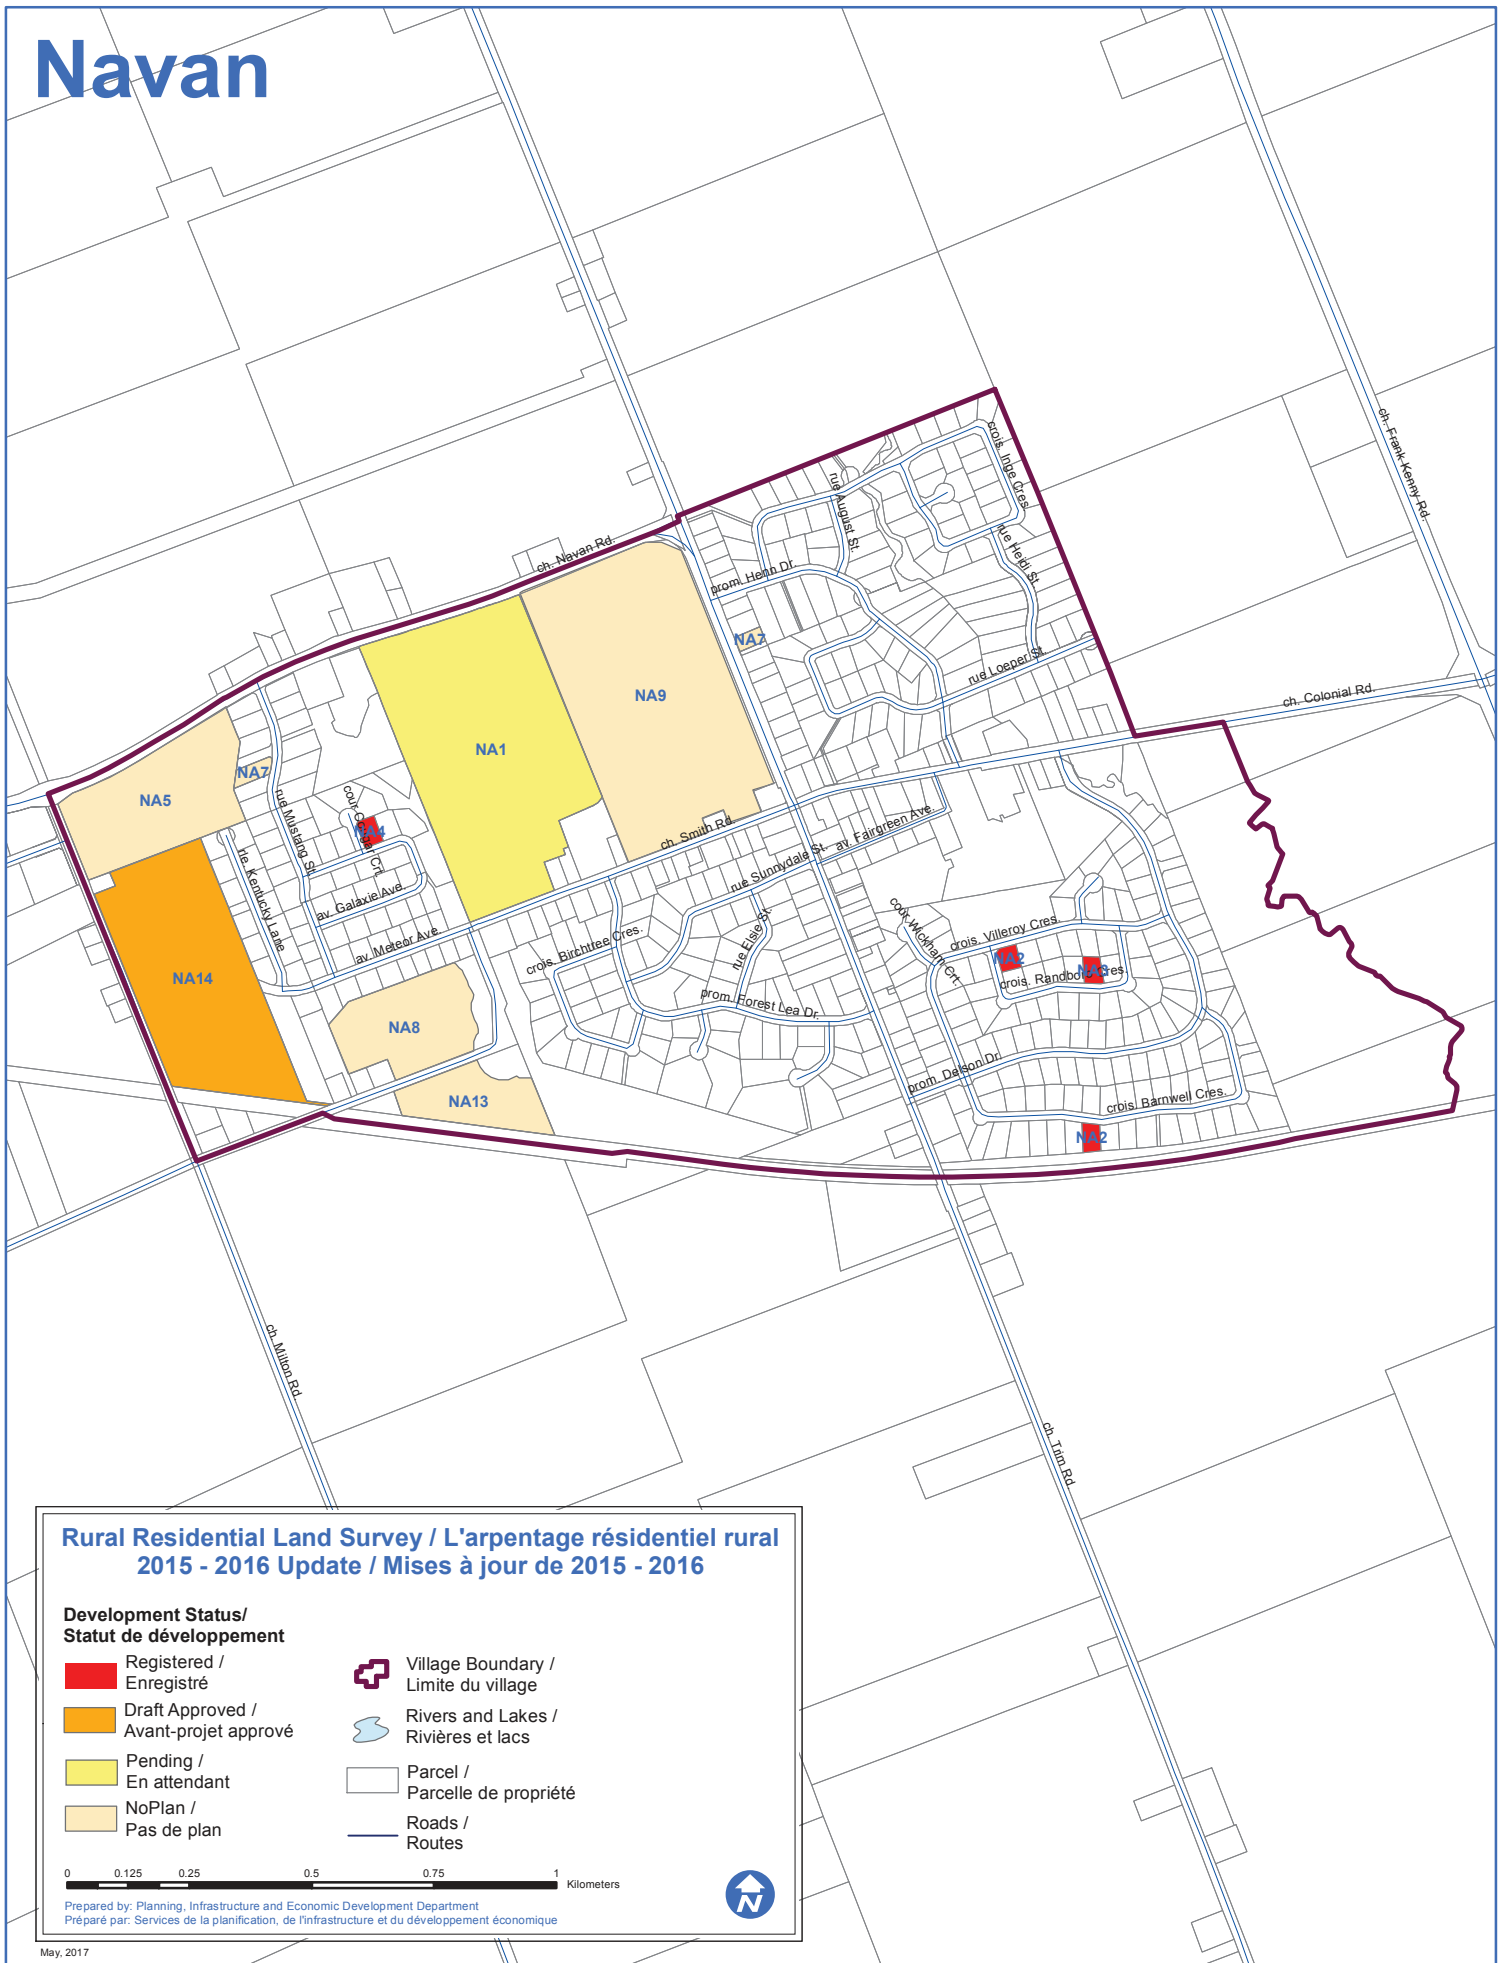 Navan
ch. Frank Kenny Rd.
crois. Inge Cres.
rue August St.
rue Heidi St.
ch. Navan Rd.
prom. Henn Dr.
NA7
rue Loeper St.
NA9
ch. Colonial Rd.
NA1
NA7
NA5
cour Cougar Crt.
NA4
rue Mustang St.
ch. Smith Rd.
av. Fairgreen Ave.
rue Sunnydale St.
rle. Kentucky Lane
av. Galaxie Ave.
av. Meteor Ave.
crois. Birchtree Cres.
rue Elsie St.
cour Wickham Crt.
crois. Villeroy Cres.
NA2
crois. Randbo Cres.
NA14
prom. Forest Lea Dr.
NA8
prom. Delson Dr.
NA13
crois. Barnwell Cres.
NA2
ch. Milton Rd.
ch. Trim Rd.
Rural Residential Land Survey / L'arpentage résidentiel rural
2015 - 2016 Update / Mises à jour de 2015 - 2016
Development Status/
Statut de développement
Registered /
Enregistré
Draft Approved /
Avant-projet apprové
Pending /
En attendant
NoPlan /
Pas de plan
Village Boundary /
Limite du village
Rivers and Lakes /
Rivières et lacs
Parcel /
Parcelle de propriété
Roads /
Routes
0 0.125 0.25 0.5 0.75 1
Kilometers
N
Prepared by: Planning, Infrastructure and Economic Development Department
Préparé par: Services de la planification, de l'infrastructure et du développement économique
May, 2017